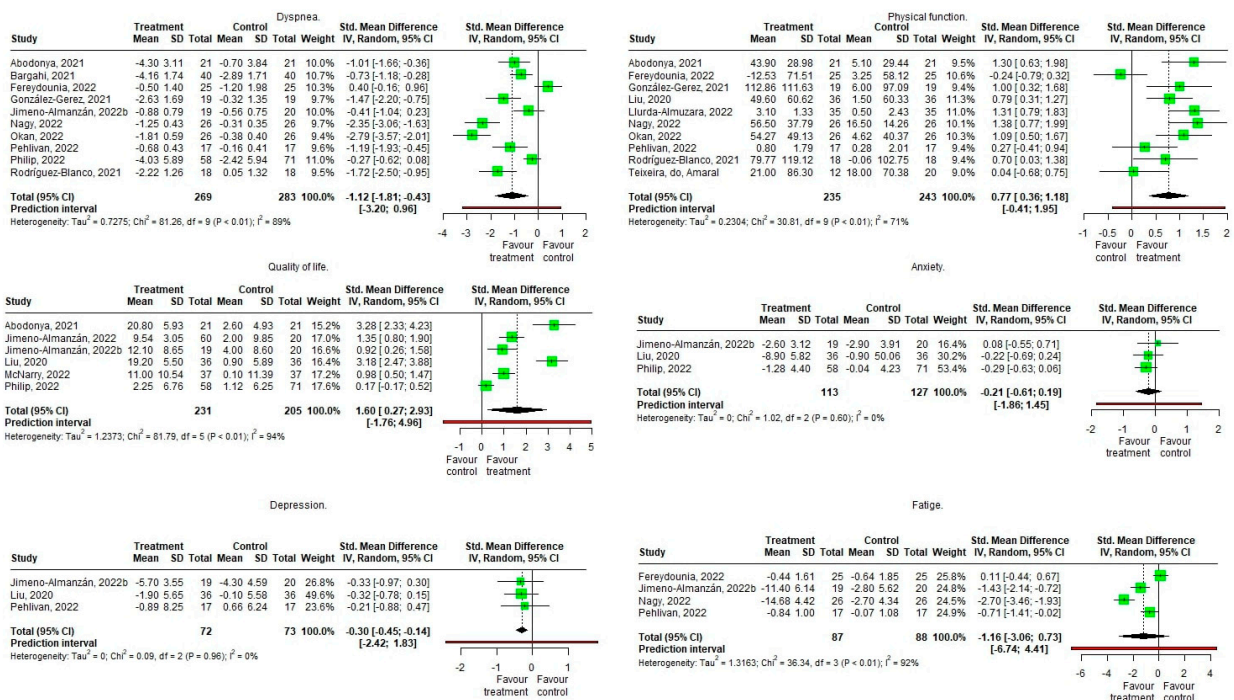 Dyspnea.
Treatment Control Std. Mean Difference Std. Mean Difference
Study Mean SD Total Mean SD Total Weight IV, Random, 95% CI IV, Random, 95% CI
Abodonya, 2021 -4.30 3.11 21 -0.70 3.84 21 10.0% -1.01 [-1.66; -0.36]
Bargahi, 2021 -4.16 1.74 40 -2.89 1.71 40 10.6% -0.73 [-1.18; -0.28]
Fereydounia, 2022 -0.50 1.40 25 -1.20 1.98 25 10.3% 0.40 [-0.16; 0.96]
González-Gerez, 2021 -2.63 1.69 19 -0.32 1.35 19 9.7% -1.47 [-2.20; -0.75]
Jimeno-Almanzán, 2022b -0.88 0.79 19 -0.56 0.75 20 10.1% -0.41 [-1.04; 0.23]
Nagy, 2022 -1.25 0.43 26 -0.31 0.35 26 9.8% -2.35 [-3.06; -1.63]
Okan, 2022 -1.81 0.59 26 -0.38 0.40 26 9.5% -2.79 [-3.57; -2.01]
Pehlivan, 2022 -0.68 0.43 17 -0.16 0.41 17 9.7% -1.19 [-1.93; -0.45]
Philip, 2022 -4.03 5.89 58 -2.42 5.94 71 10.8% -0.27 [-0.62; 0.08]
Rodríguez-Blanco, 2021 -2.22 1.26 18 0.05 1.32 18 9.5% -1.72 [-2.50; -0.95]
Total (95% CI) 269 283 100.0% -1.12 [-1.81; -0.43]
Prediction interval [-3.20; 0.96]
Heterogeneity: Tau² = 0.7275; Chi² = 81.26, df = 9 (P < 0.01); I² = 89%
-4 -3 -2 -1 0 1 2 3 4
Favour Favour
treatment control
Physical function.
Treatment Control Std. Mean Difference Std. Mean Difference
Study Mean SD Total Mean SD Total Weight IV, Random, 95% CI IV, Random, 95% CI
Abodonya, 2021 43.90 28.98 21 5.10 29.44 21 1.30 [ 0.63; 1.98]
Fereydounia, 2022 -12.53 71.51 25 3.25 58.12 25 -0.24 [-0.79; 0.32]
González-Gerez, 2021 112.86 111.63 19 6.00 97.09 19 1.00 [ 0.32; 1.68]
Liu, 2020 49.60 60.62 36 1.50 60.33 36 0.79 [ 0.31; 1.27]
Llurda-Almuzara, 2022 3.10 1.33 35 0.50 2.43 35 1.31 [ 0.79; 1.83]
Nagy, 2022 56.50 37.79 26 16.50 14.26 26 1.38 [ 0.77; 1.99]
Okan, 2022 54.27 49.13 26 4.62 40.37 26 1.09 [ 0.50; 1.67]
Pehlivan, 2022 0.80 1.79 17 0.28 2.01 17 0.27 [-0.41; 0.94]
Rodríguez-Blanco, 2021 79.77 119.12 18 -0.06 102.75 18 0.70 [ 0.03; 1.38]
Teixeira, do, Amaral 21.00 86.30 12 18.00 70.38 20 0.04 [-0.68; 0.75]
Total (95% CI) 235 243 100.0% 0.77 [ 0.36; 1.18]
Prediction interval [-0.41; 1.95]
Heterogeneity: Tau² = 0.2304; Chi² = 30.81, df = 9 (P < 0.01); I² = 71%
-1 -0.5 0 0.5 1 1.5 2
Favour Favour
control treatment
Quality of life.
Treatment Control Std. Mean Difference Std. Mean Difference
Study Mean SD Total Mean SD Total Weight IV, Random, 95% CI IV, Random, 95% CI
Abodonya, 2021 20.80 5.93 21 2.60 4.93 21 15.2% 3.28 [ 2.33; 4.23]
Jimeno-Almanzán, 2022 9.54 3.05 60 2.00 9.85 20 16.9% 1.35 [ 0.80; 1.90]
Jimeno-Almanzán, 2022b 12.10 8.65 19 4.00 8.60 20 16.5% 0.92 [ 0.26; 1.58]
Liu, 2020 19.20 5.50 36 0.90 5.89 36 16.3% 3.18 [ 2.47; 3.88]
McNarry, 2022 11.00 10.54 37 0.10 11.39 37 17.1% 0.98 [ 0.50; 1.47]
Philip, 2022 2.25 6.76 58 1.12 6.25 71 17.5% 0.17 [-0.17; 0.52]
Total (95% CI) 231 205 100.0% 1.60 [ 0.27; 2.93]
Prediction interval [-1.76; 4.96]
Heterogeneity: Tau² = 1.2373; Chi² = 81.79, df = 5 (P < 0.01); I² = 94%
-1 0 1 2 3 4 5
Favour Favour
control treatment
Anxiety.
Treatment Control Std. Mean Difference Std. Mean Difference
Study Mean SD Total Mean SD Total Weight IV, Random, 95% CI IV, Random, 95% CI
Jimeno-Almanzán, 2022b -2.60 3.12 19 -2.90 3.91 20 16.4% 0.08 [-0.55; 0.71]
Liu, 2020 -8.90 5.82 36 -0.90 50.06 36 30.2% -0.22 [-0.69; 0.24]
Philip, 2022 -1.28 4.40 58 -0.04 4.23 71 53.4% -0.29 [-0.63; 0.06]
Total (95% CI) 113 127 100.0% -0.21 [-0.61; 0.19]
Prediction interval [-1.86; 1.45]
Heterogeneity: Tau² = 0; Chi² = 1.02, df = 2 (P = 0.60); I² = 0%
-2 -1 0 1 2
Favour Favour
treatment control
Depression.
Treatment Control Std. Mean Difference Std. Mean Difference
Study Mean SD Total Mean SD Total Weight IV, Random, 95% CI IV, Random, 95% CI
Jimeno-Almanzán, 2022b -5.70 3.55 19 -4.30 4.59 20 26.8% -0.33 [-0.97; 0.30]
Liu, 2020 -1.90 5.65 36 -0.10 5.58 36 49.9% -0.32 [-0.78; 0.15]
Pehlivan, 2022 -0.89 8.25 17 0.66 6.24 17 23.3% -0.21 [-0.88; 0.47]
Total (95% CI) 72 73 100.0% -0.30 [-0.45; -0.14]
Prediction interval [-2.42; 1.83]
Heterogeneity: Tau² = 0; Chi² = 0.09, df = 2 (P = 0.96); I² = 0%
-2 -1 0 1
Favour Favour
treatment control
Fatige.
Treatment Control Std. Mean Difference Std. Mean Difference
Study Mean SD Total Mean SD Total Weight IV, Random, 95% CI IV, Random, 95% CI
Fereydounia, 2022 -0.44 1.61 25 -0.64 1.85 25 25.8% 0.11 [-0.44; 0.67]
Jimeno-Almanzán, 2022b -11.40 6.14 19 -2.80 5.62 20 24.9% -1.43 [-2.14; -0.72]
Nagy, 2022 -14.68 4.42 26 -2.70 4.34 26 24.5% -2.70 [-3.46; -1.93]
Pehlivan, 2022 -0.84 1.00 17 -0.07 1.08 17 24.9% -0.71 [-1.41; -0.02]
Total (95% CI) 87 88 100.0% -1.16 [-3.06; 0.73]
Prediction interval [-6.74; 4.41]
Heterogeneity: Tau² = 1.3163; Chi² = 36.34, df = 3 (P < 0.01); I² = 92%
-6 -4 -2 0 2 4
Favour Favour
treatment control